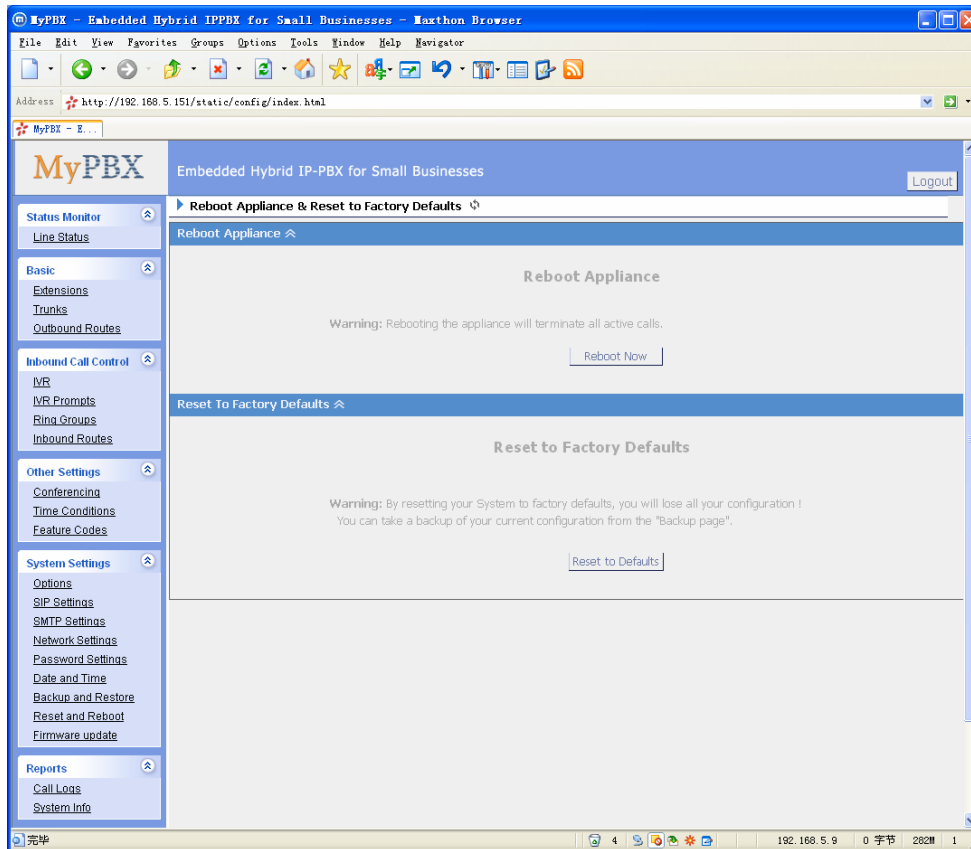 MyPBX - Embedded Hybrid IPPBX for Small Businesses - Maxthon Browser
File Edit View Favorites Groups Options Tools Window Help Navigator
Address http://192.168.5.151/static/config/index.html
MyPBX - E...
MyPBX
Embedded Hybrid IP-PBX for Small Businesses
Logout
Status Monitor
Line Status
Basic
Extensions
Trunks
Outbound Routes
Inbound Call Control
IVR
IVR Prompts
Ring Groups
Inbound Routes
Other Settings
Conferencing
Time Conditions
Feature Codes
System Settings
Options
SIP Settings
SMTP Settings
Network Settings
Password Settings
Date and Time
Backup and Restore
Reset and Reboot
Firmware update
Reports
Call Logs
System Info
Reboot Appliance & Reset to Factory Defaults
Reboot Appliance
Reboot Appliance
Warning: Rebooting the appliance will terminate all active calls.
Reboot Now
Reset To Factory Defaults
Reset to Factory Defaults
Warning: By resetting your System to factory defaults, you will lose all your configuration !
You can take a backup of your current configuration from the "Backup page".
Reset to Defaults
完毕 4 192.168.5.9 0 字节 282M 1